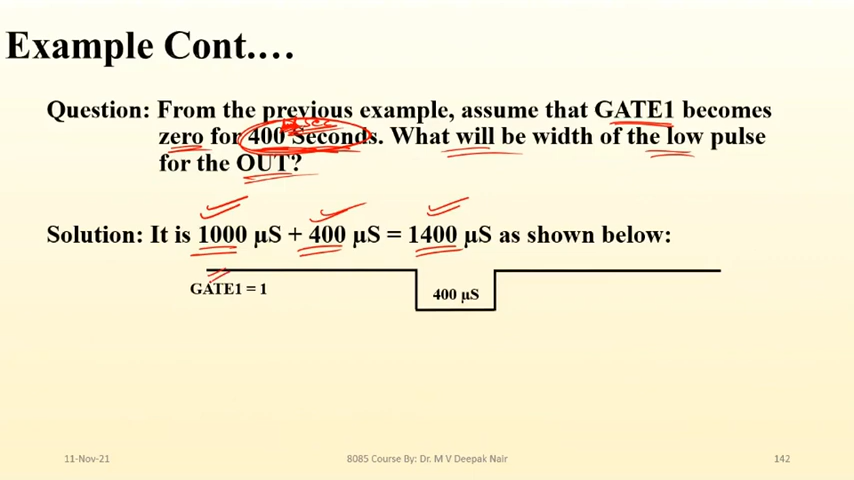 Example Cont.…
Question: From the previous example, assume that GATE1 becomes
zero for 400 Seconds. What will be width of the low pulse
for the OUT?
Solution: It is 1000 µS + 400 µS = 1400 µS as shown below:
GATE1 = 1
400 µS
11-Nov-21
8085 Course By: Dr. M V Deepak Nair
142